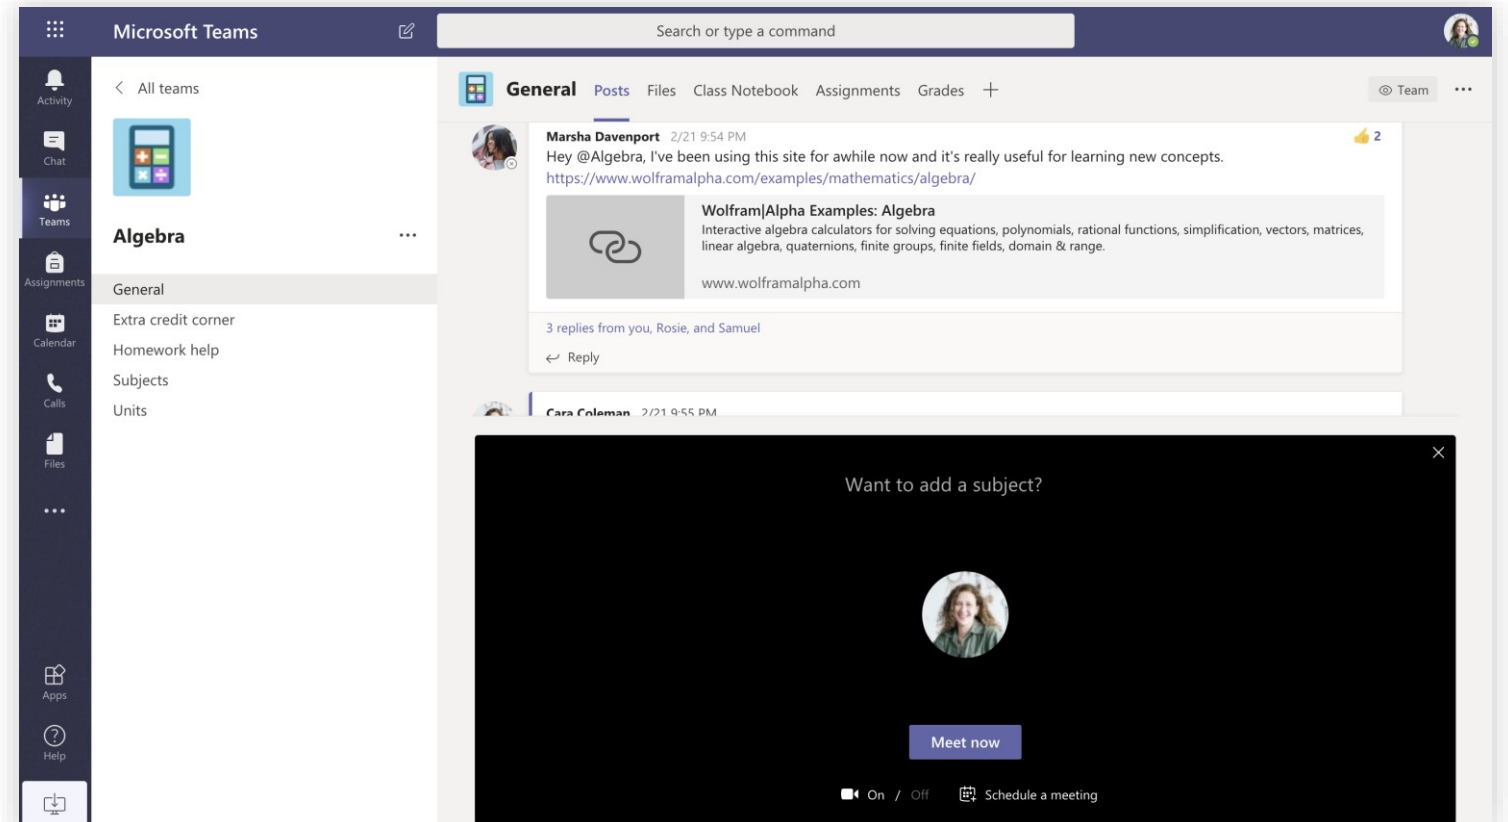 Microsoft Teams
Search or type a command
Activity
Chat
Teams
Assignments
Calendar
Calls
Files
Apps
Help
All teams
Algebra
General
Extra credit corner
Homework help
Subjects
Units
General Posts Files Class Notebook Assignments Grades
Team
Marsha Davenport 2/21 9:54 PM
2
Hey @Algebra, I've been using this site for awhile now and it's really useful for learning new concepts.
https://www.wolframalpha.com/examples/mathematics/algebra/
Wolfram|Alpha Examples: Algebra
Interactive algebra calculators for solving equations, polynomials, rational functions, simplification, vectors, matrices,
linear algebra, quaternions, finite groups, finite fields, domain & range.
www.wolframalpha.com
3 replies from you, Rosie, and Samuel
Reply
Cara Coleman 2/21 9:55 PM
Want to add a subject?
Meet now
On / Off
Schedule a meeting